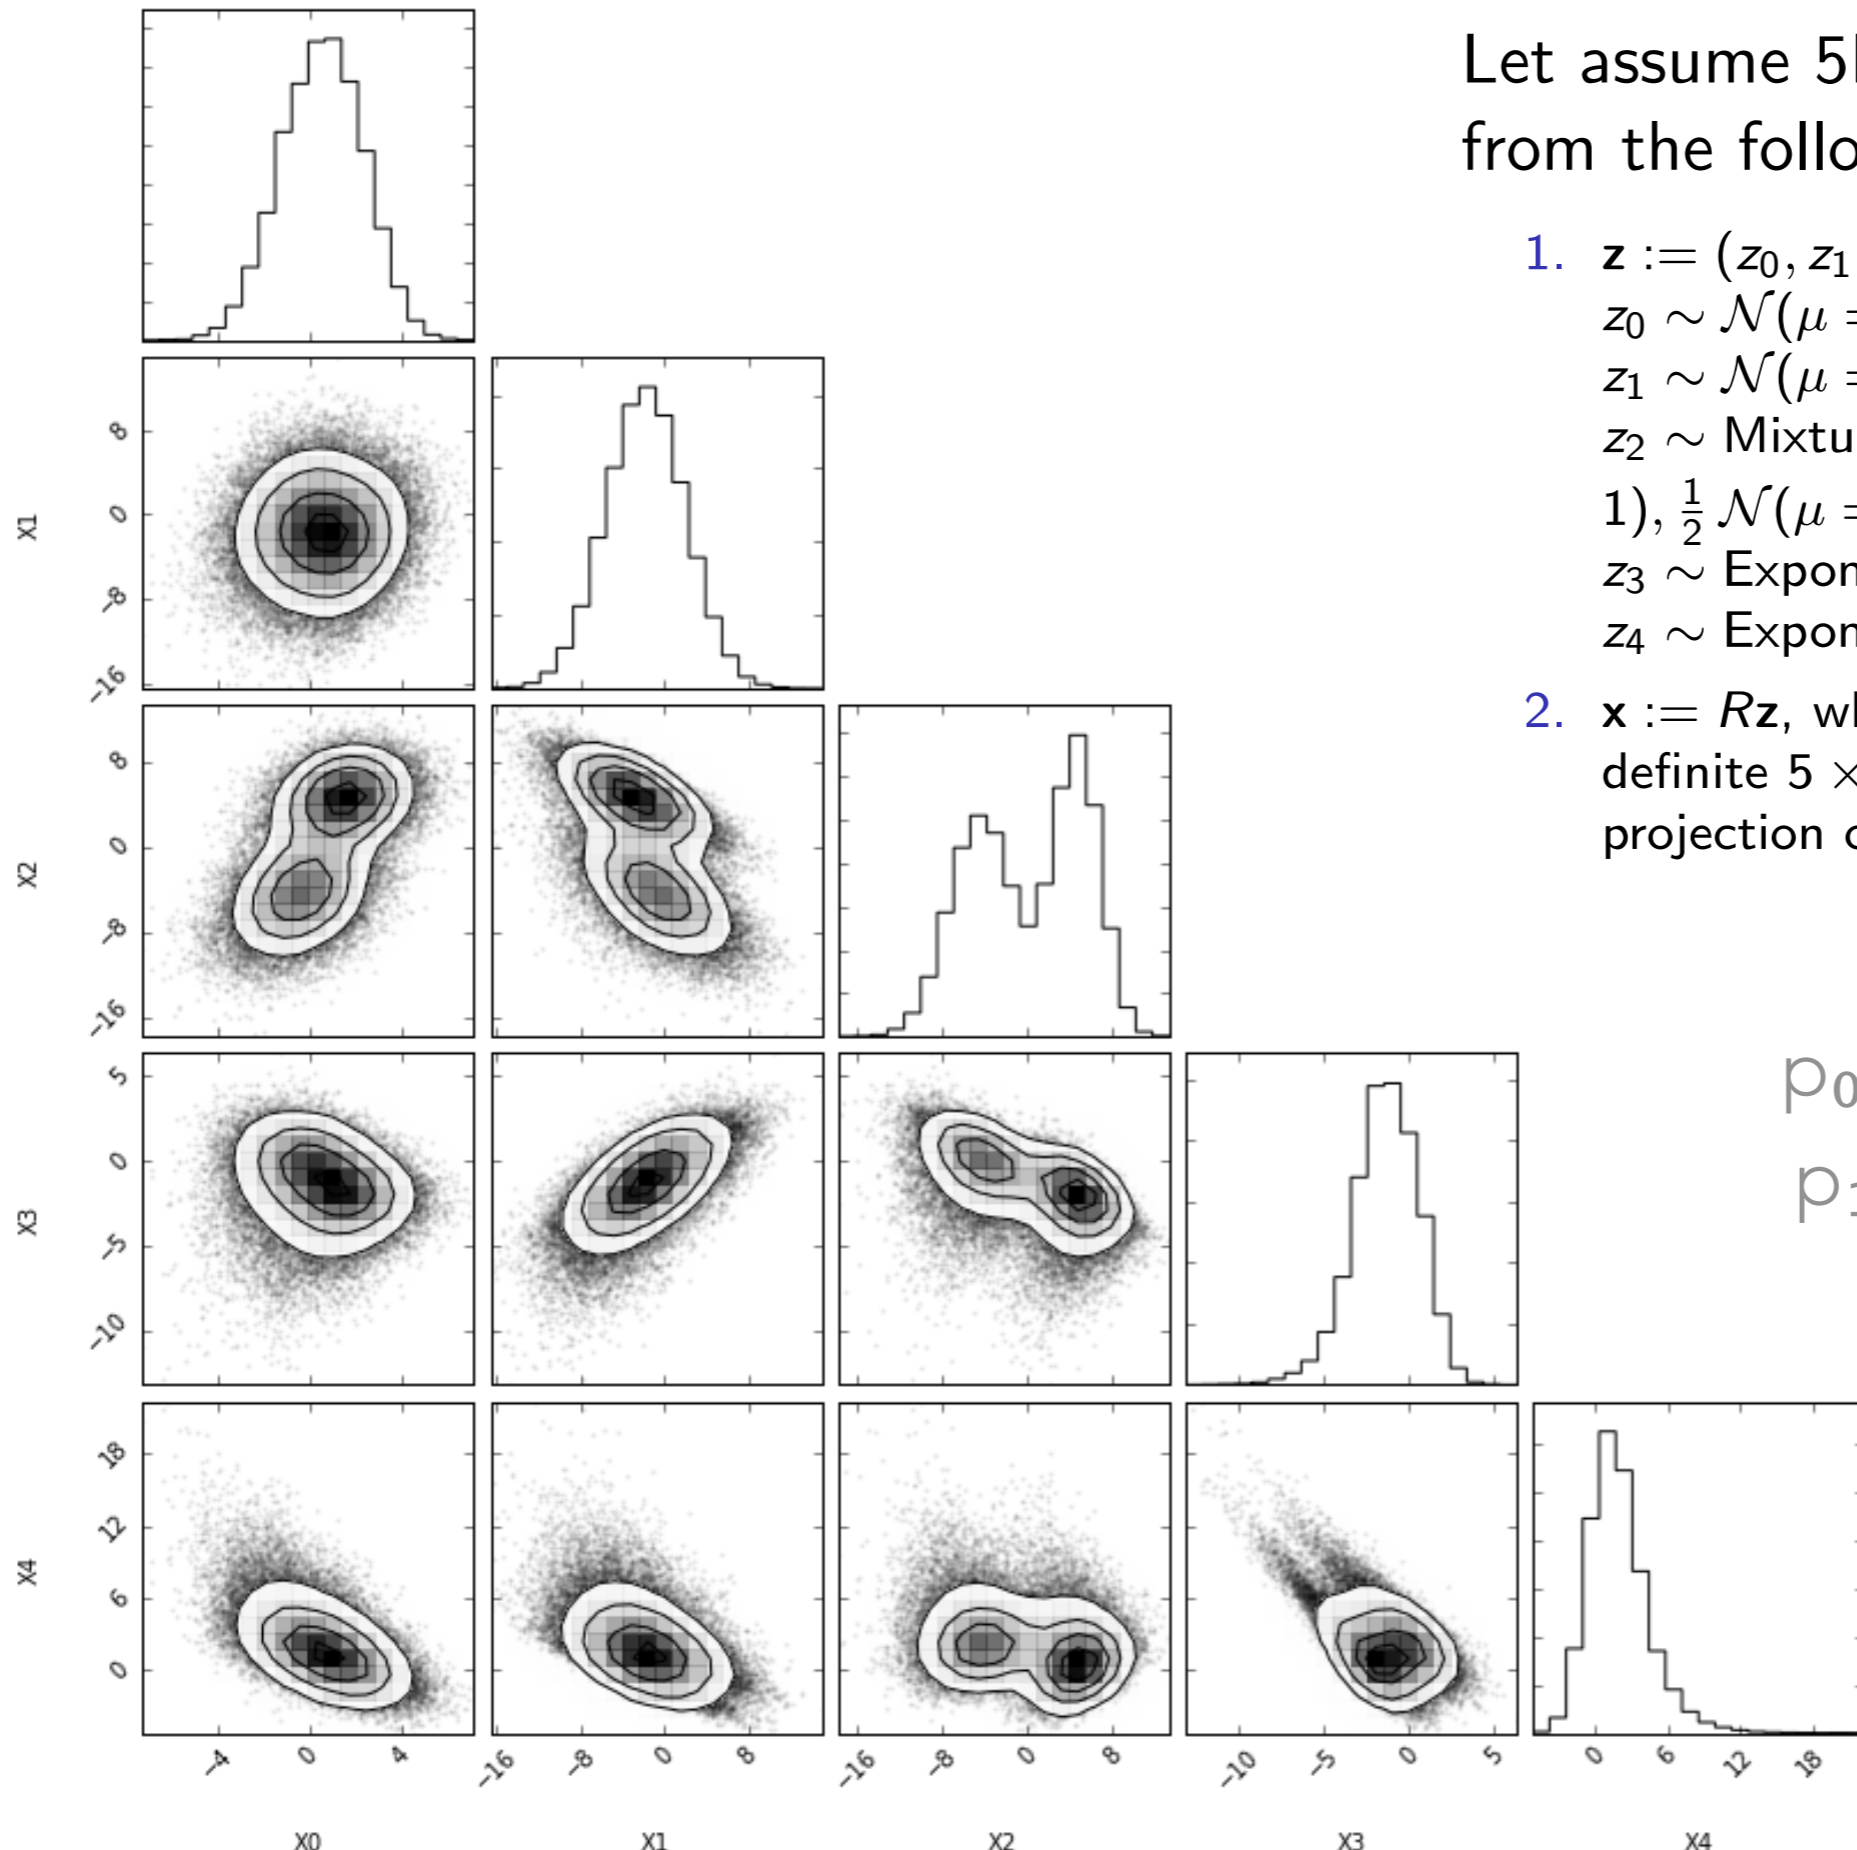 Let assume 5
from the follo
1. z := (z₀, z₁
z₀ ∼ 𝒩(μ =
z₁ ∼ 𝒩(μ =
z₂ ∼ Mixtu
1), ½ 𝒩(μ =
z₃ ∼ Expon
z₄ ∼ Expon
2. x := Rz, wh
definite 5 ×
projection
p₀
p₁
X1
8
0
−8
−16
X2
8
0
−8
−16
X3
5
0
−5
−10
X4
18
12
6
0
−4 0 4 −16 −8 0 8 −16 −8 0 8 −10 −5 0 5 0 6 12 18
X0 X1 X2 X3 X4